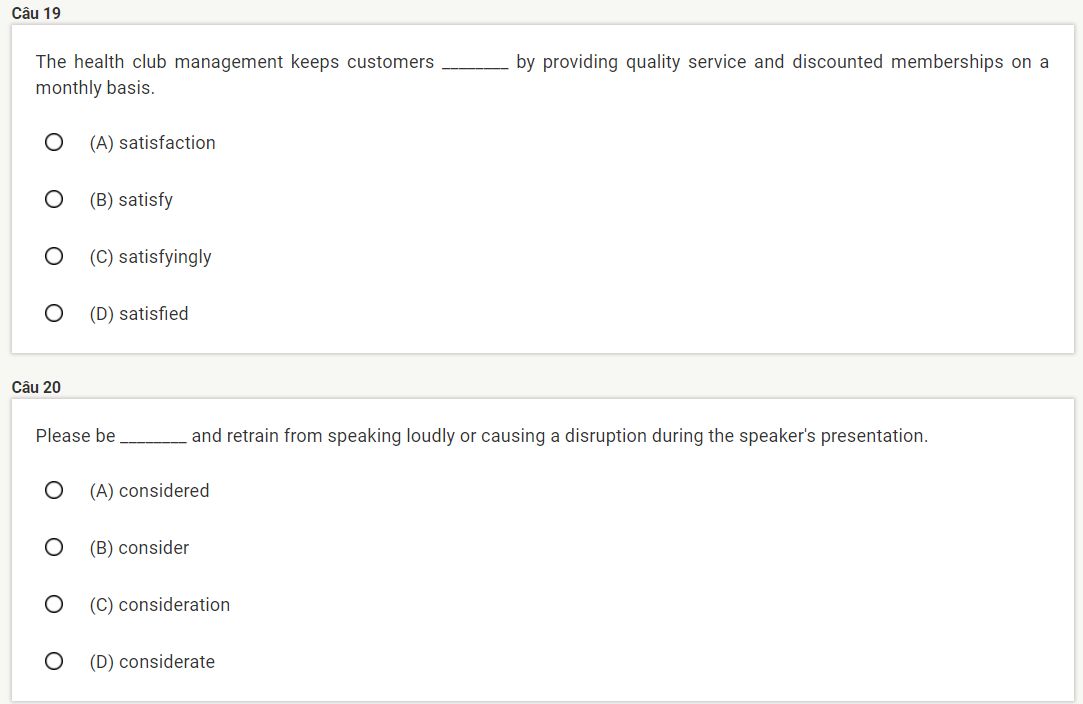 Câu 19
The health club management keeps customers ________ by providing quality service and discounted memberships on a
monthly basis.
(A) satisfaction
(B) satisfy
(C) satisfyingly
(D) satisfied
Câu 20
Please be ________ and retrain from speaking loudly or causing a disruption during the speaker's presentation.
(A) considered
(B) consider
(C) consideration
(D) considerate